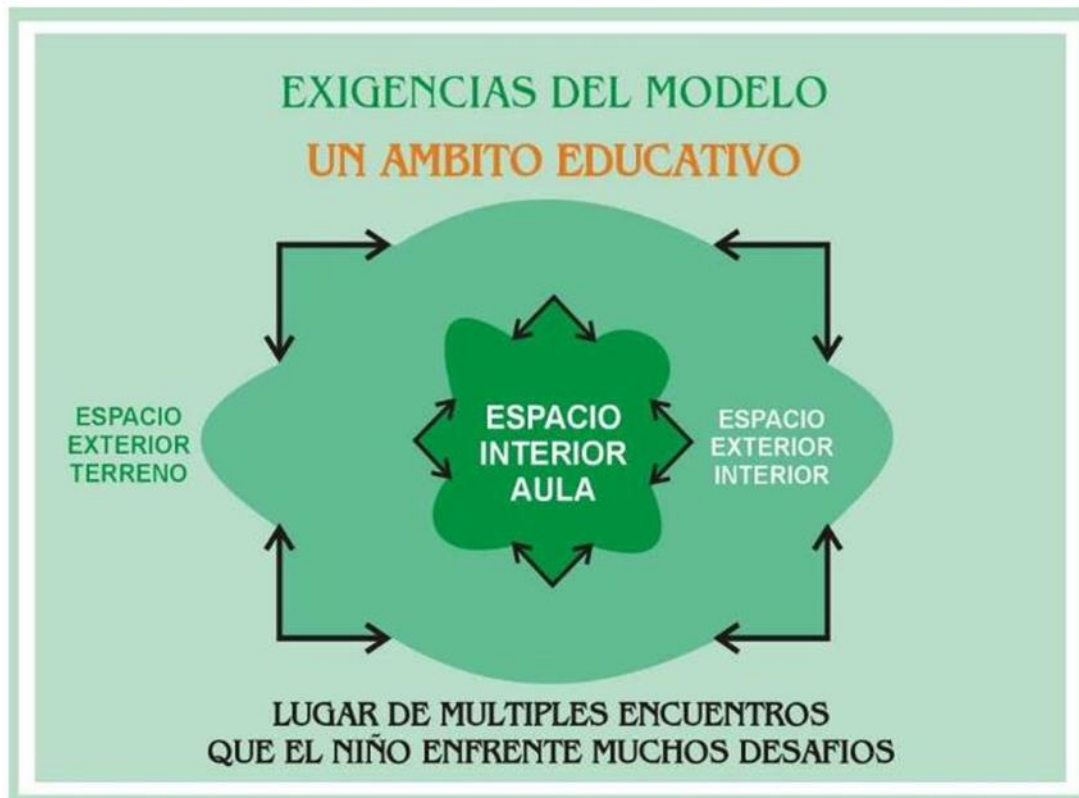 EXIGENCIAS DEL MODELO
UN AMBITO EDUCATIVO
ESPACIO
EXTERIOR
TERRENO
ESPACIO
INTERIOR
AULA
ESPACIO
EXTERIOR
INTERIOR
LUGAR DE MULTIPLES ENCUENTROS
QUE EL NIÑO ENFRENTE MUCHOS DESAFIOS